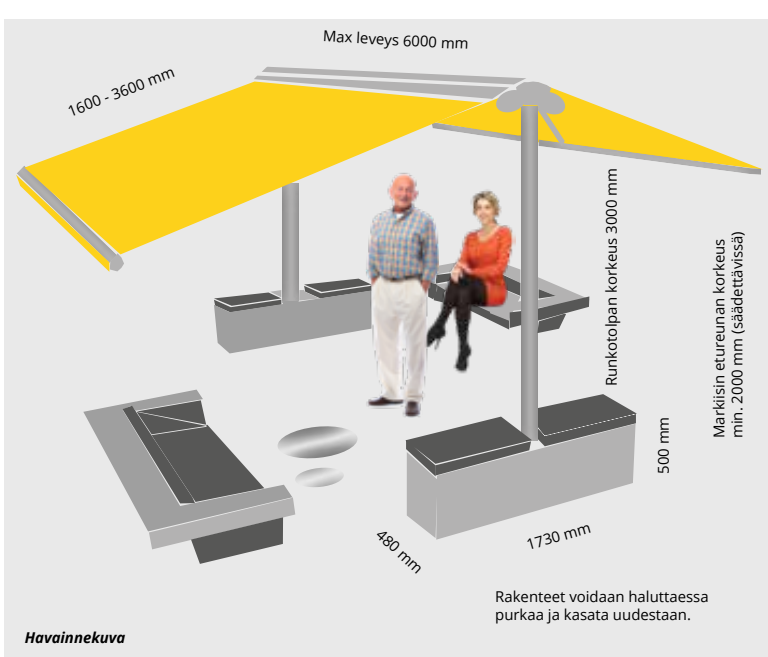 Max leveys 6000 mm
1600 - 3600 mm
Runkotolpan korkeus 3000 mm
Markiisin etureunan korkeus
min. 2000 mm (säädettävissä)
500 mm
480 mm
1730 mm
Rakenteet voidaan haluttaessa
purkaa ja kasata uudestaan.
Havainnekuva